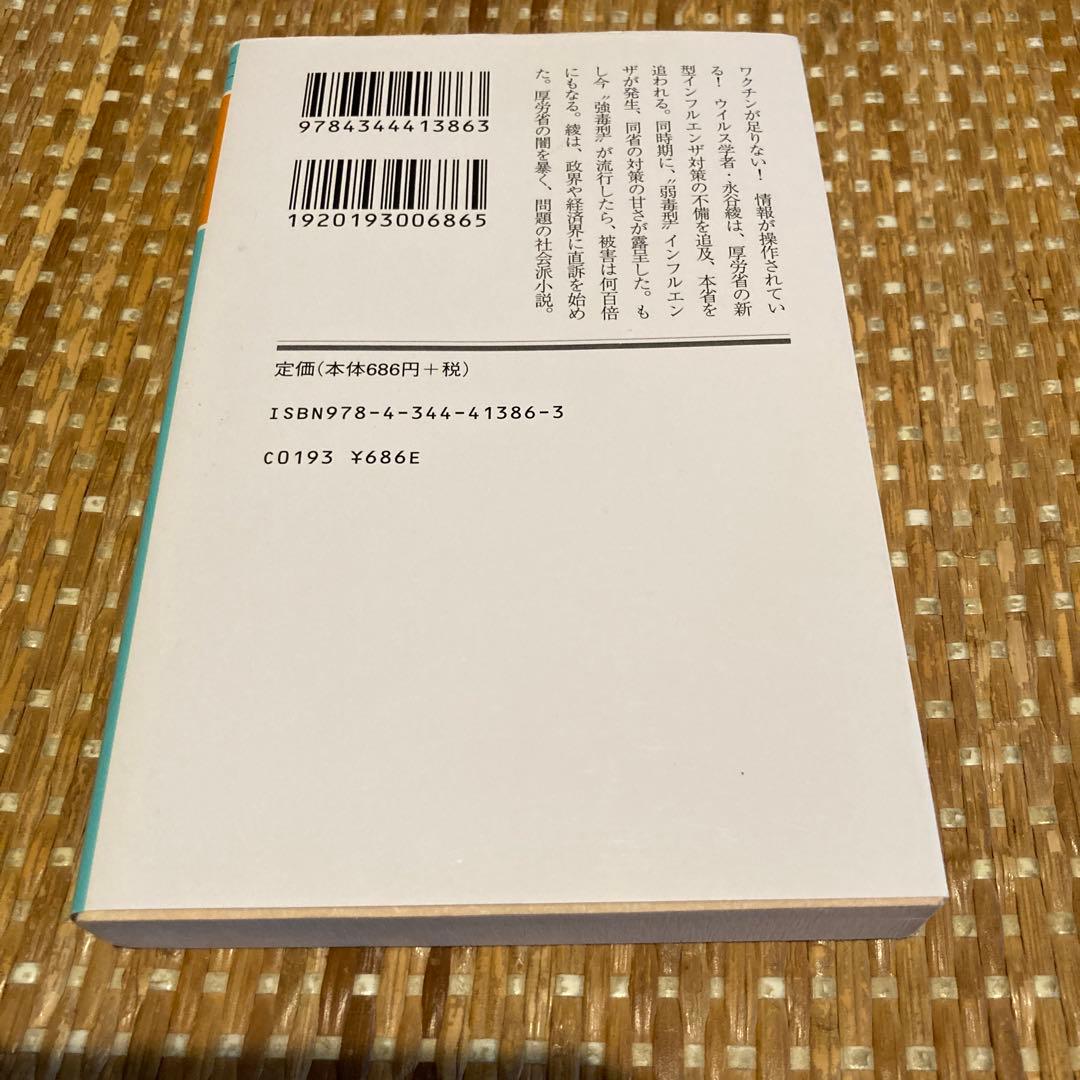 9784344413863
1920193006865
ワクチンが足りない！　情報が操作されてい
る！　ウイルス学者・永谷綾は、厚労省の新
型インフルエンザ対策の不備を追及、本省を
追われる。同時期に、〝弱毒型〟インフルエン
ザが発生、同省の対策の甘さが露呈した。も
し今〝強毒型〟が流行したら、被害は何百倍
にもなる。綾は、政界や経済界に直訴を始め
た。厚労省の闇を暴く、問題の社会派小説。
定価（本体686円＋税）
ISBN978-4-344-41386-3
C0193 ¥686E